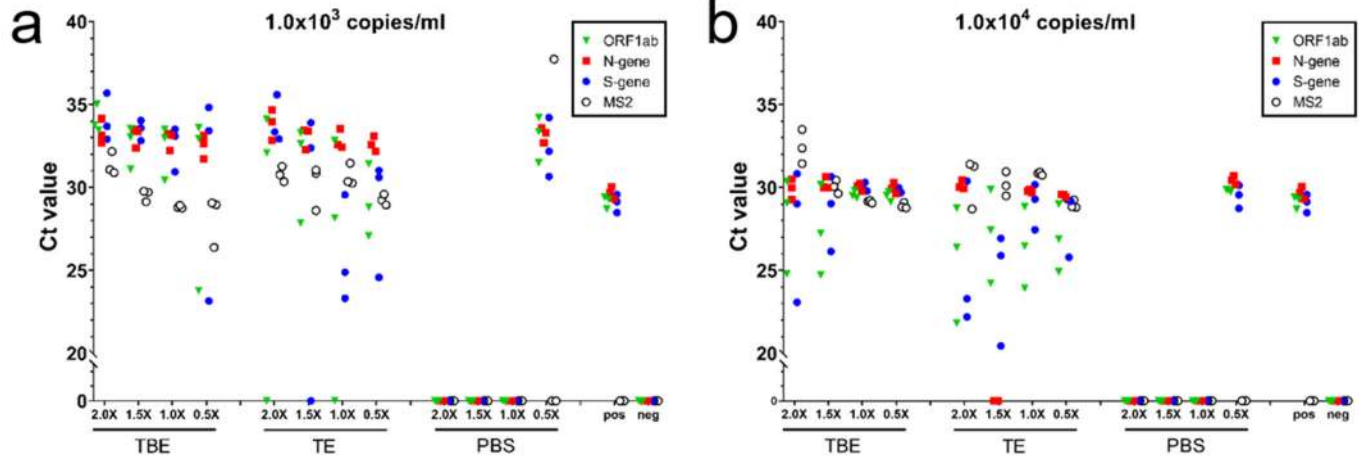 a
1.0x10³ copies/ml
Ct value
40
35
30
25
20
0
ORF1ab
N-gene
S-gene
MS2
2.0X 1.5X 1.0X 0.5X 2.0X 1.5X 1.0X 0.5X 2.0X 1.5X 1.0X 0.5X pos neg
TBE TE PBS
b
1.0x10⁴ copies/ml
Ct value
40
35
30
25
20
0
ORF1ab
N-gene
S-gene
MS2
2.0X 1.5X 1.0X 0.5X 2.0X 1.5X 1.0X 0.5X 2.0X 1.5X 1.0X 0.5X pos neg
TBE TE PBS